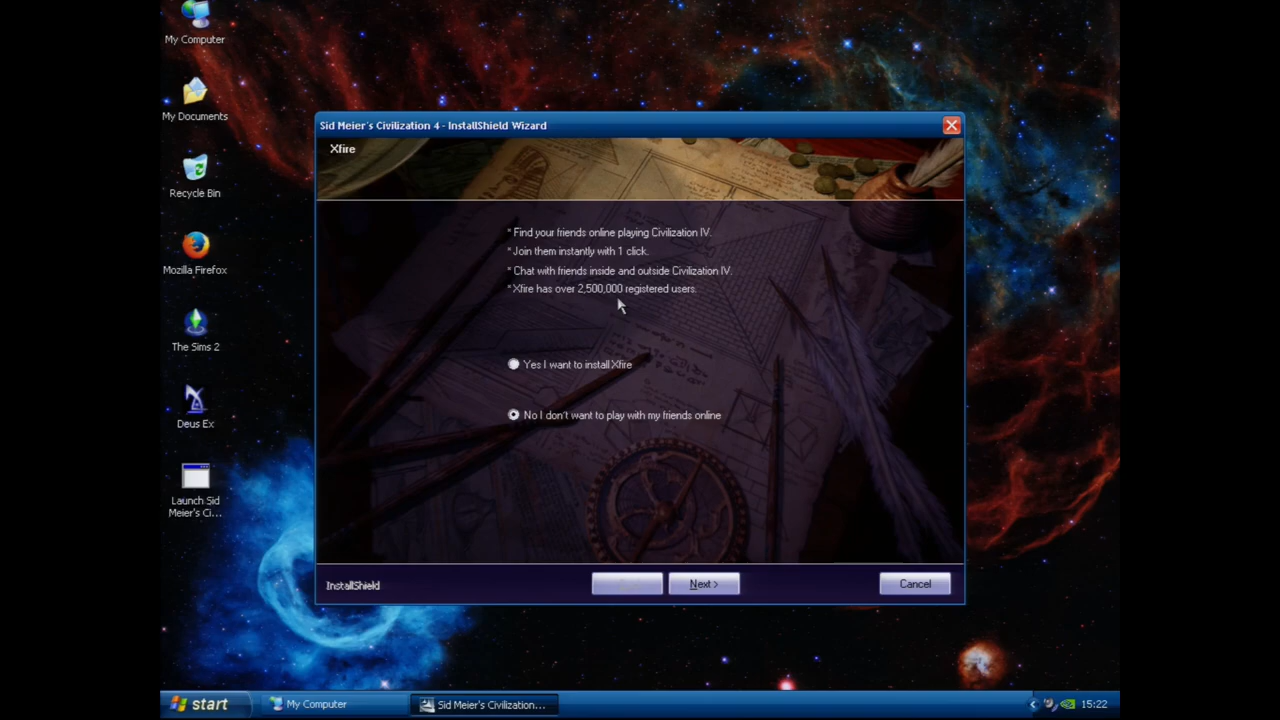 My Computer
My Documents
Recycle Bin
Mozilla Firefox
The Sims 2
Deus Ex
Launch Sid
Meier's Ci...
Sid Meier's Civilization 4 - InstallShield Wizard
Xfire
* Find your friends online playing Civilization IV.
* Join them instantly with 1 click.
* Chat with friends inside and outside Civilization IV.
* Xfire has over 2,500,000 registered users.
Yes I want to install Xfire
No I don't want to play with my friends online
InstallShield
Next >
Cancel
start
My Computer
Sid Meier's Civilization...
15:22